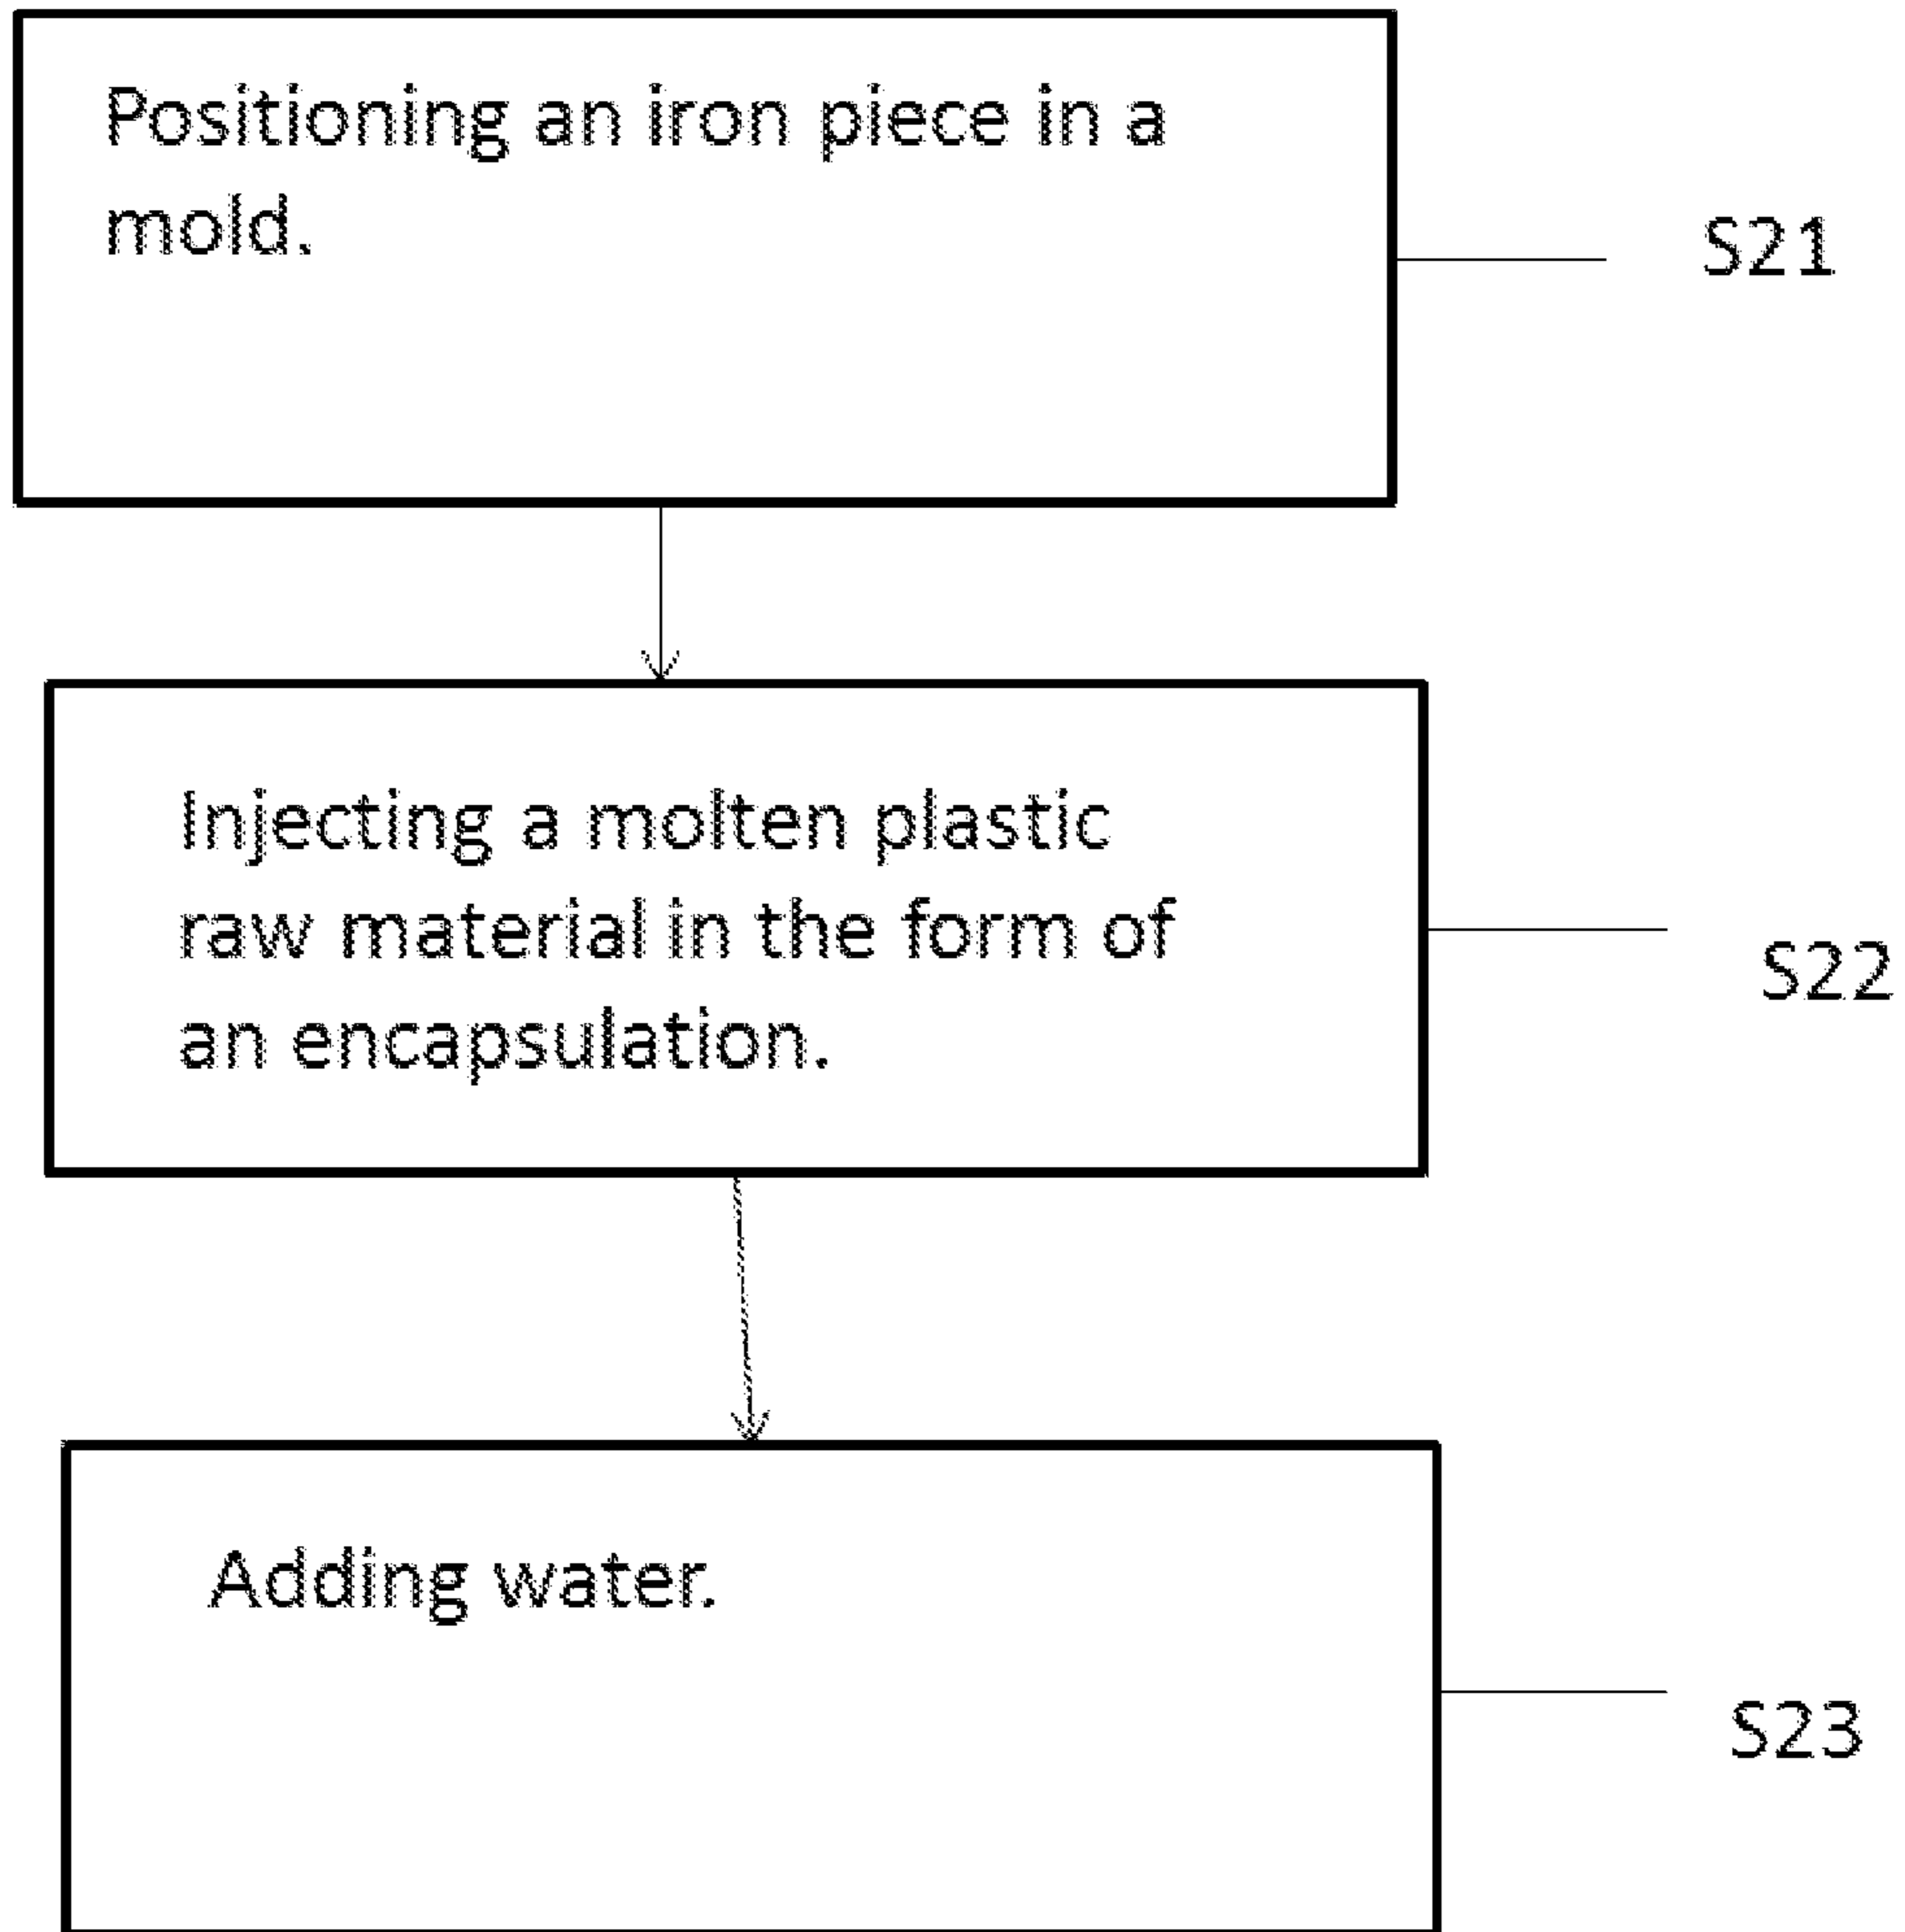 Positioning an iron piece in a
mold.
S21
Injecting a molten plastic
raw material in the form of
an encapsulation.
S22
Adding water.
S23